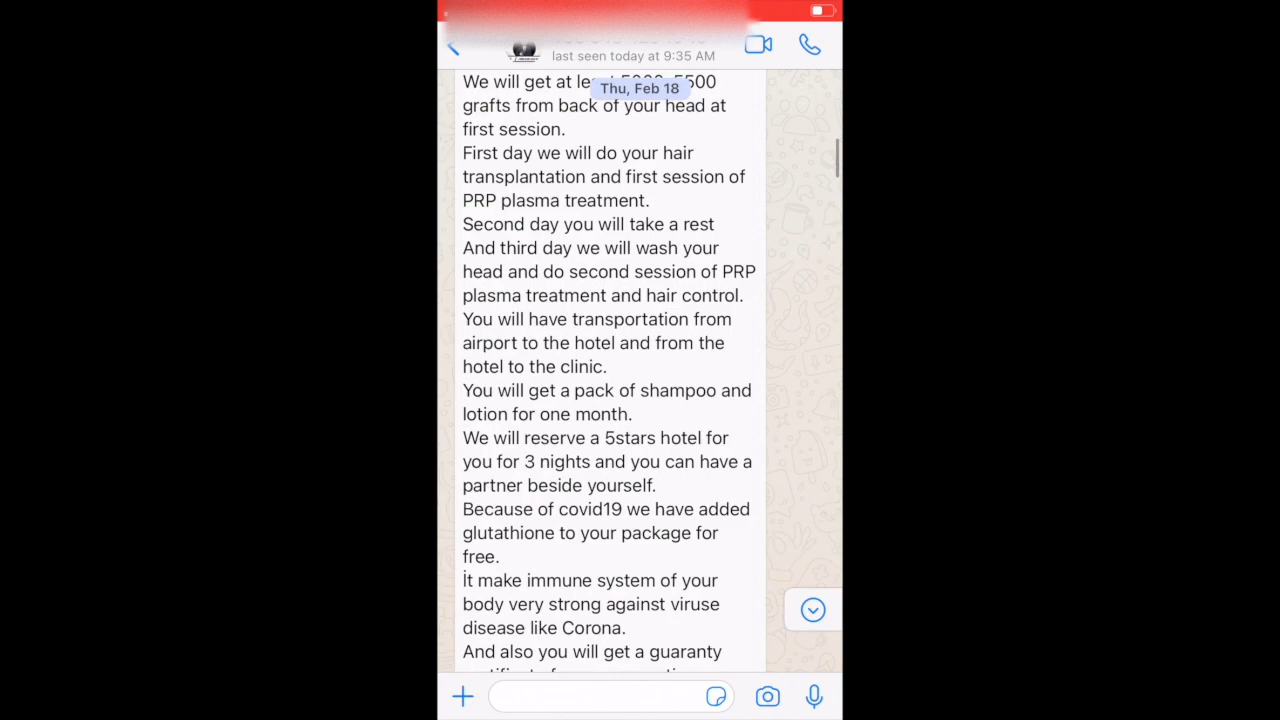 last seen today at 9:35 AM
Thu, Feb 18
We will get at 500
grafts from back of your head at
first session.
First day we will do your hair
transplantation and first session of
PRP plasma treatment.
Second day you will take a rest
And third day we will wash your
head and do second session of PRP
plasma treatment and hair control.
You will have transportation from
airport to the hotel and from the
hotel to the clinic.
You will get a pack of shampoo and
lotion for one month.
We will reserve a 5stars hotel for
you for 3 nights and you can have a
partner beside yourself.
Because of covid19 we have added
glutathione to your package for
free.
İt make immune system of your
body very strong against viruse
disease like Corona.
And also you will get a guaranty